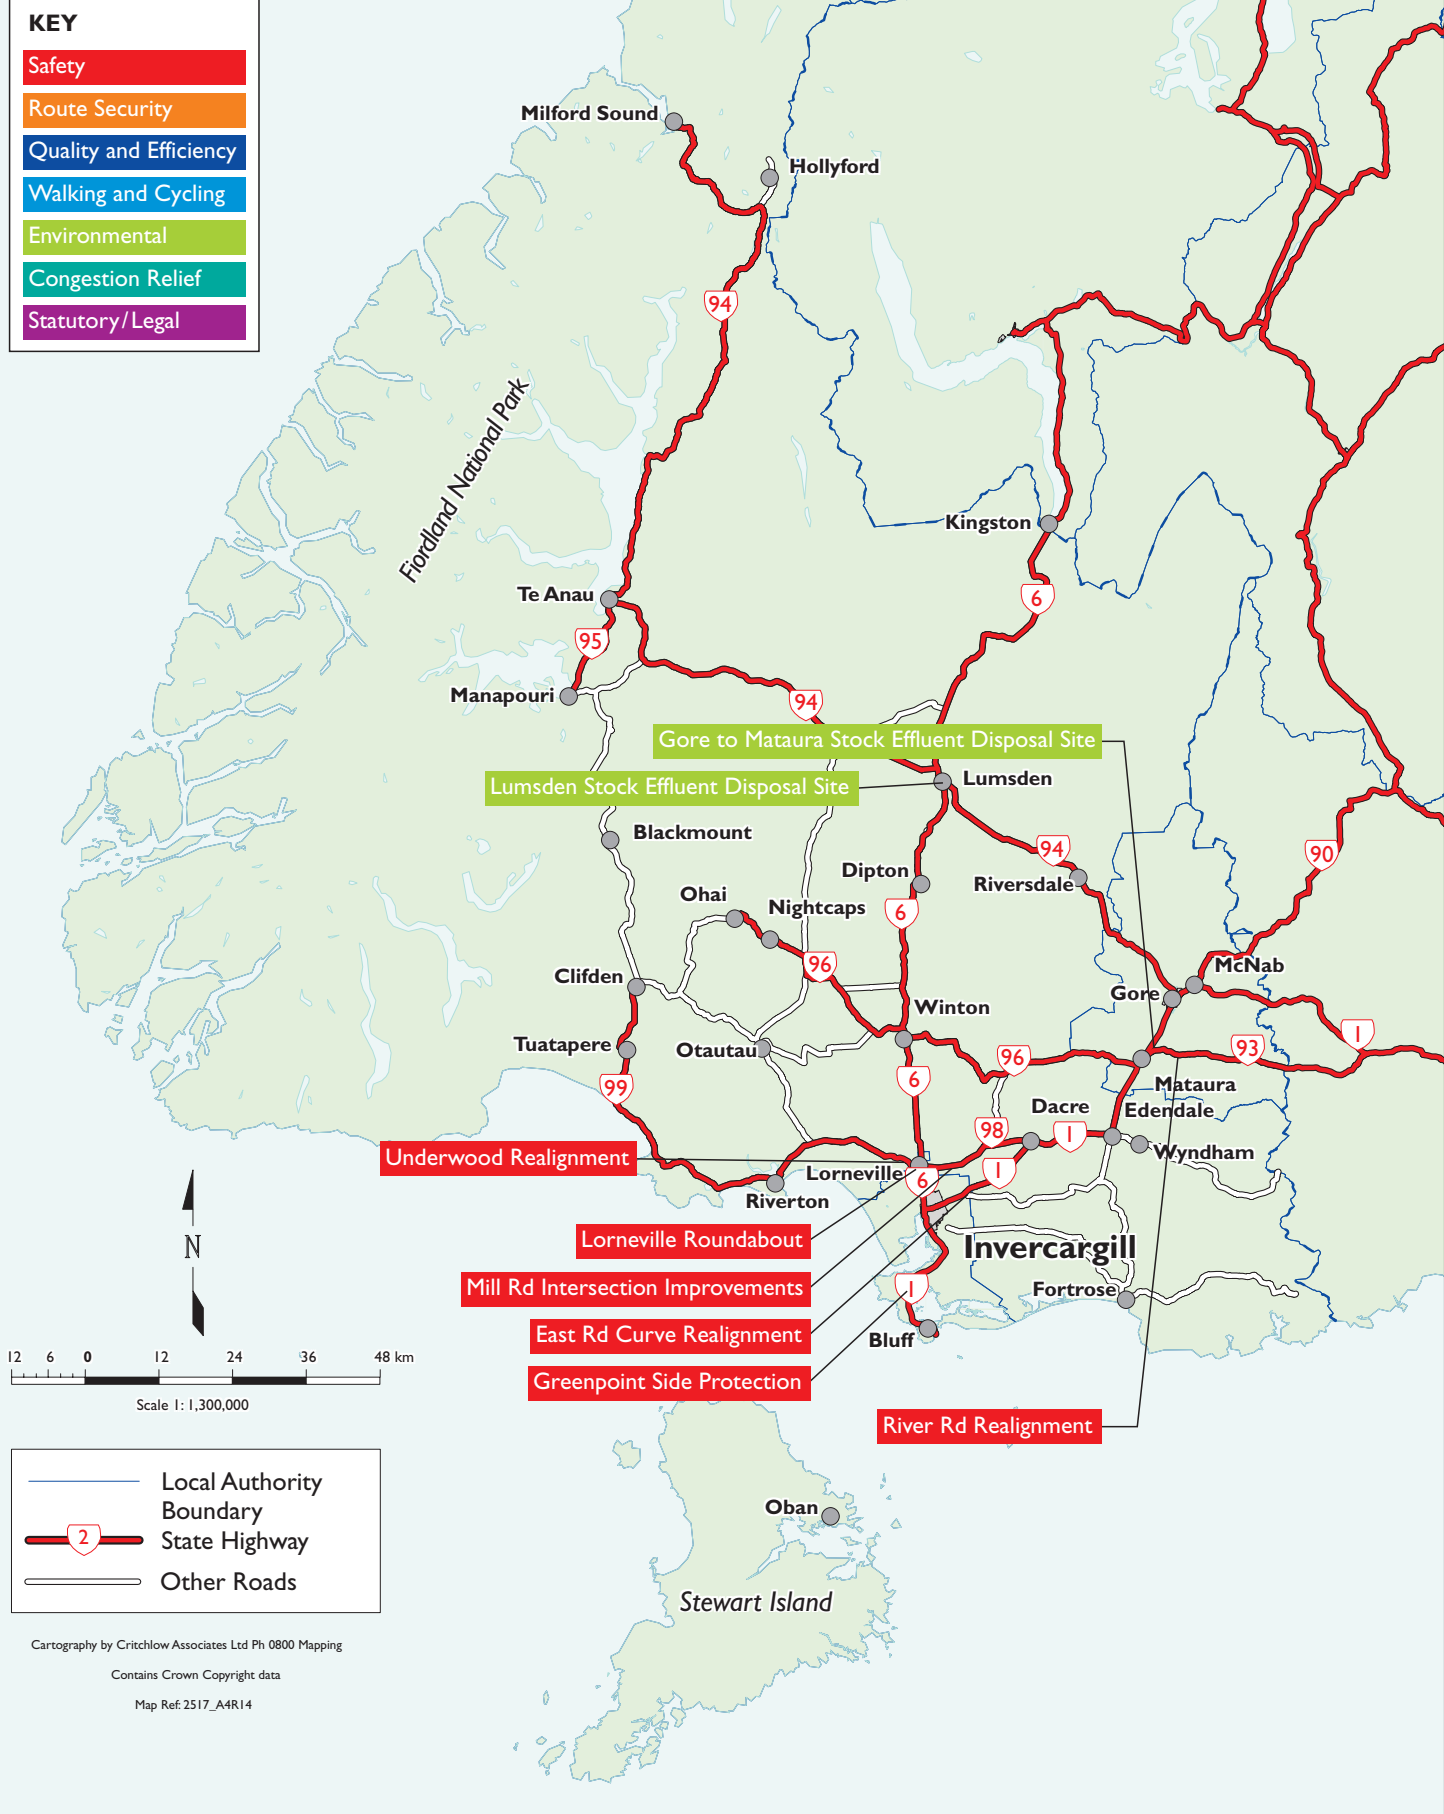 KEY
Safety
Route Security
Quality and Efficiency
Walking and Cycling
Environmental
Congestion Relief
Statutory/Legal
Milford Sound
Hollyford
94
Fiordland National Park
Kingston
Te Anau
6
95
Manapouri
94
Gore to Mataura Stock Effluent Disposal Site
Lumsden Stock Effluent Disposal Site
Lumsden
Blackmount
94
90
Dipton
Riversdale
Ohai
Nightcaps
6
96
McNab
Clifden
Gore
Winton
Tuatapere
Otautau
96
93
1
99
6
Mataura
Dacre
Edendale
98
1
Wyndham
Underwood Realignment
Lorneville
6
1
Riverton
Lorneville Roundabout
Invercargill
Mill Rd Intersection Improvements
1
Fortrose
East Rd Curve Realignment
Bluff
Greenpoint Side Protection
River Rd Realignment
N
12 6 0 12 24 36 48 km
Scale 1: 1,300,000
Local Authority
Boundary
2
State Highway
Other Roads
Oban
Stewart Island
Cartography by Critchlow Associates Ltd Ph 0800 Mapping
Contains Crown Copyright data
Map Ref: 2517_A4R14